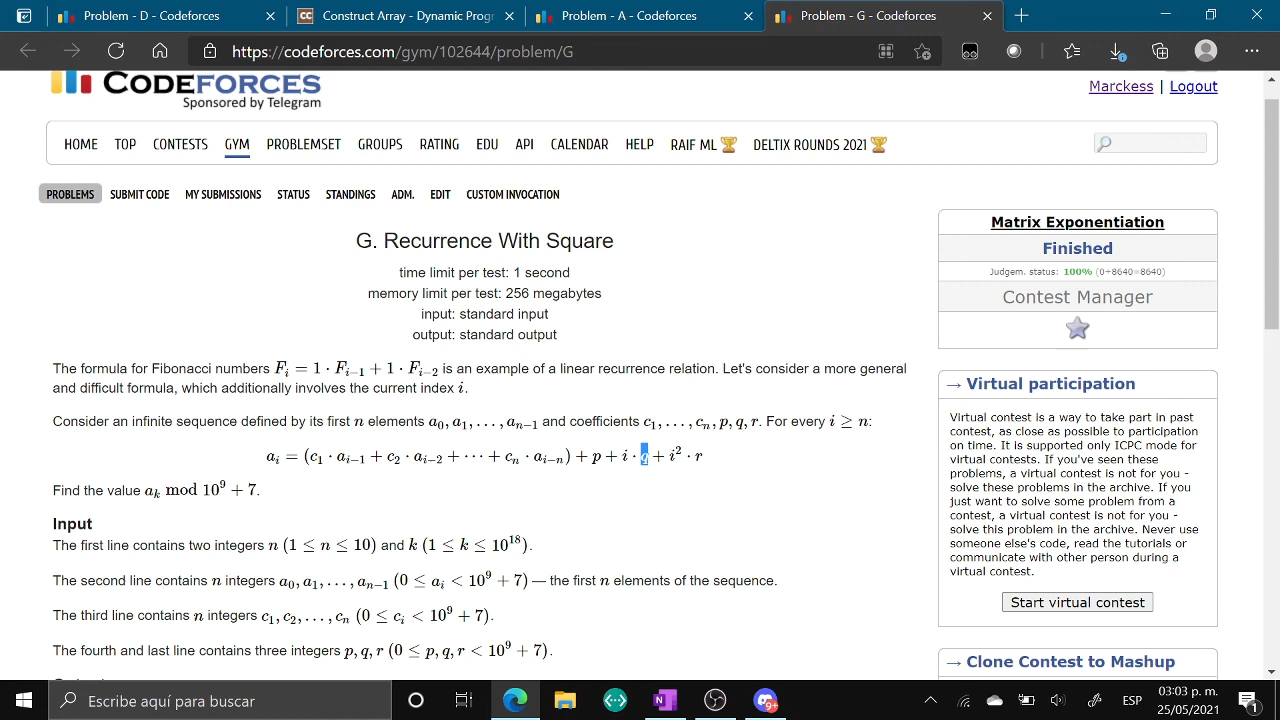 Problem - D - Codeforces
Construct Array - Dynamic Progr
Problem - A - Codeforces
Problem - G - Codeforces
https://codeforces.com/gym/102644/problem/G
CODEFORCES
Sponsored by Telegram
Marckess | Logout
HOME TOP CONTESTS GYM PROBLEMSET GROUPS RATING EDU API CALENDAR HELP RAIF ML DELTIX ROUNDS 2021
PROBLEMS SUBMIT CODE MY SUBMISSIONS STATUS STANDINGS ADM. EDIT CUSTOM INVOCATION
G. Recurrence With Square
time limit per test: 1 second
memory limit per test: 256 megabytes
input: standard input
output: standard output
The formula for Fibonacci numbers F_i = 1 · F_{i−1} + 1 · F_{i−2} is an example of a linear recurrence relation. Let's consider a more general
and difficult formula, which additionally involves the current index i.
Consider an infinite sequence defined by its first n elements a_0, a_1, . . . , a_{n−1} and coefficients c_1, . . . , c_n, p, q, r. For every i ≥ n:
a_i = (c_1 · a_{i−1} + c_2 · a_{i−2} + ⋯ + c_n · a_{i−n}) + p + i · q + i² · r
Find the value a_k mod 10⁹ + 7.
Input
The first line contains two integers n (1 ≤ n ≤ 10) and k (1 ≤ k ≤ 10¹⁸).
The second line contains n integers a_0, a_1, . . . , a_{n−1} (0 ≤ a_i < 10⁹ + 7) — the first n elements of the sequence.
The third line contains n integers c_1, c_2, . . . , c_n (0 ≤ c_i < 10⁹ + 7).
The fourth and last line contains three integers p, q, r (0 ≤ p, q, r < 10⁹ + 7).
Matrix Exponentiation
Finished
Judgem. status: 100% (0+8640=8640)
Contest Manager
→ Virtual participation
Virtual contest is a way to take part in past
contest, as close as possible to participation
on time. It is supported only ICPC mode for
virtual contests. If you've seen these
problems, a virtual contest is not for you -
solve these problems in the archive. If you
just want to solve some problem from a
contest, a virtual contest is not for you -
solve this problem in the archive. Never use
someone else's code, read the tutorials or
communicate with other person during a
virtual contest.
Start virtual contest
→ Clone Contest to Mashup
Escribe aquí para buscar
9+
ESP
03:03 p. m.
25/05/2021
1